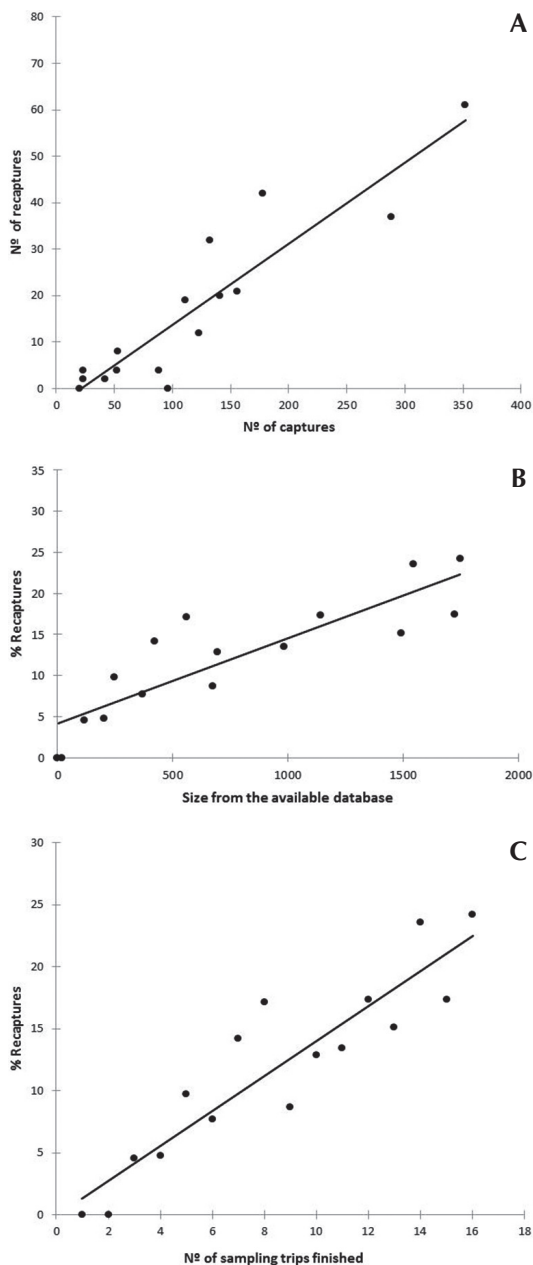 A
80
70
60
50
40
30
20
10
0
Nº of recaptures
0 50 100 150 200 250 300 350 400
Nº of captures
B
35
30
25
20
15
10
5
0
% Recaptures
0 500 1000 1500 2000
Size from the available database
C
30
25
20
15
10
5
0
% Recaptures
0 2 4 6 8 10 12 14 16 18
Nº of sampling trips finished